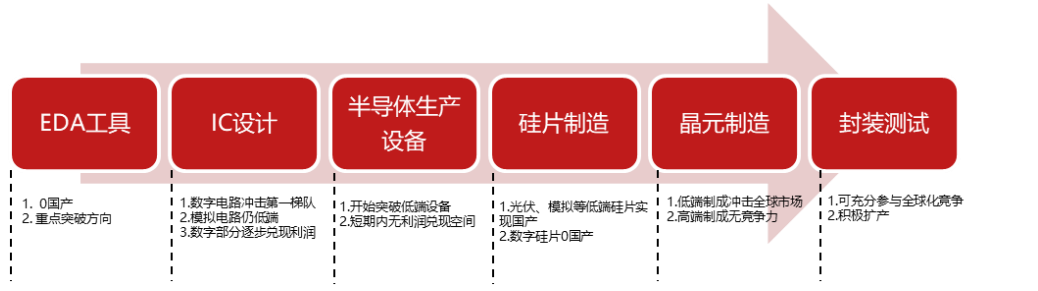 EDA工具
IC设计
半导体生产
设备
硅片制造
晶元制造
封装测试
1. 0国产
2. 重点突破方向
1.数字电路冲击第一梯队
2.模拟电路仍低端
3.数字部分逐步兑现利润
1.开始突破低端设备
2.短期内无利润兑现空间
1.光伏、模拟等低端硅片实
现国产
2.数字硅片0国产
1.低端制成冲击全球市场
2.高端制成无竞争力
1.可充分参与全球化竞争
2.积极扩产